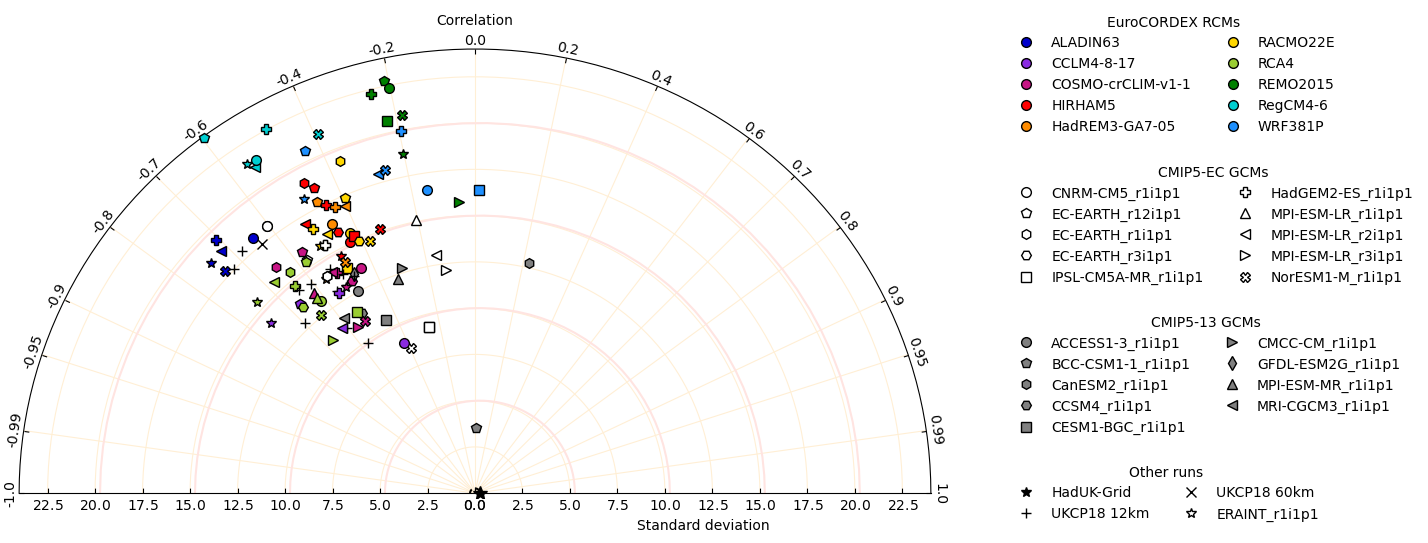 Correlation
0.0
-0.2
0.2
-0.4
0.4
-0.6
0.6
-0.7
0.7
-0.8
0.8
-0.9
0.9
-0.95
0.95
-0.99
0.99
-1.0
1.0
22.5 20.0 17.5 15.0 12.5 10.0 7.5 5.0 2.5 0.0 2.5 5.0 7.5 10.0 12.5 15.0 17.5 20.0 22.5
Standard deviation
EuroCORDEX RCMs
ALADIN63 RACMO22E
CCLM4-8-17 RCA4
COSMO-crCLIM-v1-1 REMO2015
HIRHAM5 RegCM4-6
HadREM3-GA7-05 WRF381P
CMIP5-EC GCMs
CNRM-CM5_r1i1p1 HadGEM2-ES_r1i1p1
EC-EARTH_r12i1p1 MPI-ESM-LR_r1i1p1
EC-EARTH_r1i1p1 MPI-ESM-LR_r2i1p1
EC-EARTH_r3i1p1 MPI-ESM-LR_r3i1p1
IPSL-CM5A-MR_r1i1p1 NorESM1-M_r1i1p1
CMIP5-13 GCMs
ACCESS1-3_r1i1p1 CMCC-CM_r1i1p1
BCC-CSM1-1_r1i1p1 GFDL-ESM2G_r1i1p1
CanESM2_r1i1p1 MPI-ESM-MR_r1i1p1
CCSM4_r1i1p1 MRI-CGCM3_r1i1p1
CESM1-BGC_r1i1p1
Other runs
HadUK-Grid UKCP18 60km
UKCP18 12km ERAINT_r1i1p1